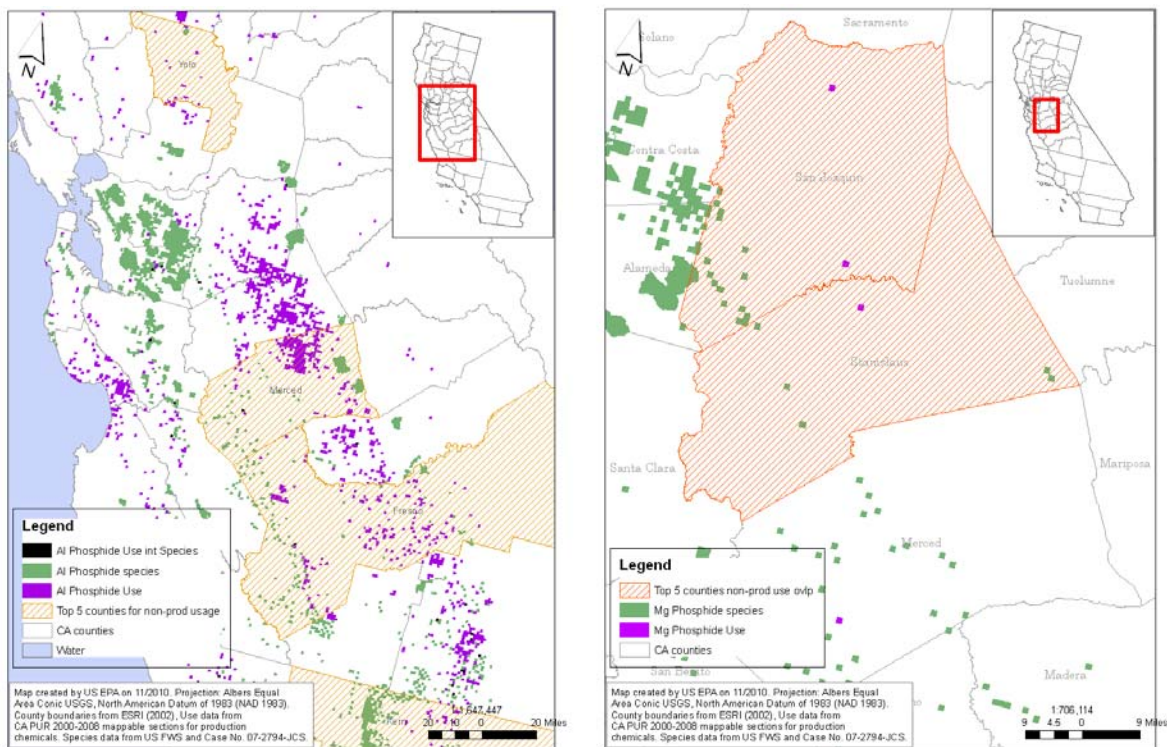 N
Yolo
Merced
Fresno
Kern
Legend
Al Phosphide Use int Species
Al Phosphide species
Al Phosphide Use
Top 5 counties for non-prod usage
CA counties
Water
Map created by US EPA on 11/2010. Projection: Albers Equal
Area Conic USGS, North American Datum of 1983 (NAD 1983).
County boundaries from ESRI (2002), Use data from
CA PUR 2000-2008 mappable sections for production
chemicals. Species data from US FWS and Case No. 07-2794-JCS.
20 10 0 20 Miles
N
Sacramento
Solano
Contra Costa
San Joaquin
Alameda
Tuolumne
Stanislaus
Santa Clara
Mariposa
Merced
San Benito
Madera
Legend
Top 5 counties non-prod use ovlp
Mg Phosphide species
Mg Phosphide Use
CA counties
Map created by US EPA on 11/2010. Projection: Albers Equal
Area Conic USGS, North American Datum of 1983 (NAD 1983).
County boundaries from ESRI (2002), Use data from
CA PUR 2000-2008 mappable sections for production
chemicals. Species data from US FWS and Case No. 07-2794-JCS.
1:706,114
9 4.5 0 9 Miles